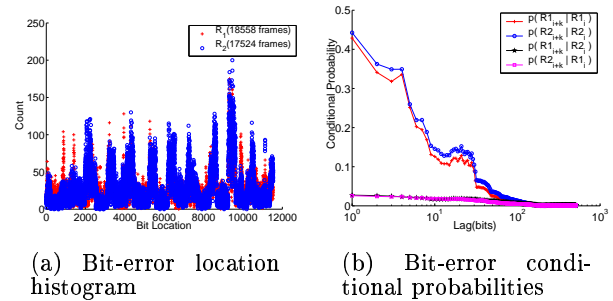 R1(18558 frames)
R2(17524 frames)
250
200
150
100
50
0
Count
0 2000 4000 6000 8000 10000 12000
Bit Location
(a) Bit-error location
histogram
p( R1i+k | R1i )
p( R2i+k | R2i )
p( R1i+k | R2i )
p( R2i+k | R1i )
0.5
0.4
0.3
0.2
0.1
0
Conditional Probability
10^0 10^1 10^2 10^3
Lag(bits)
(b) Bit-error condi-
tional probabilities